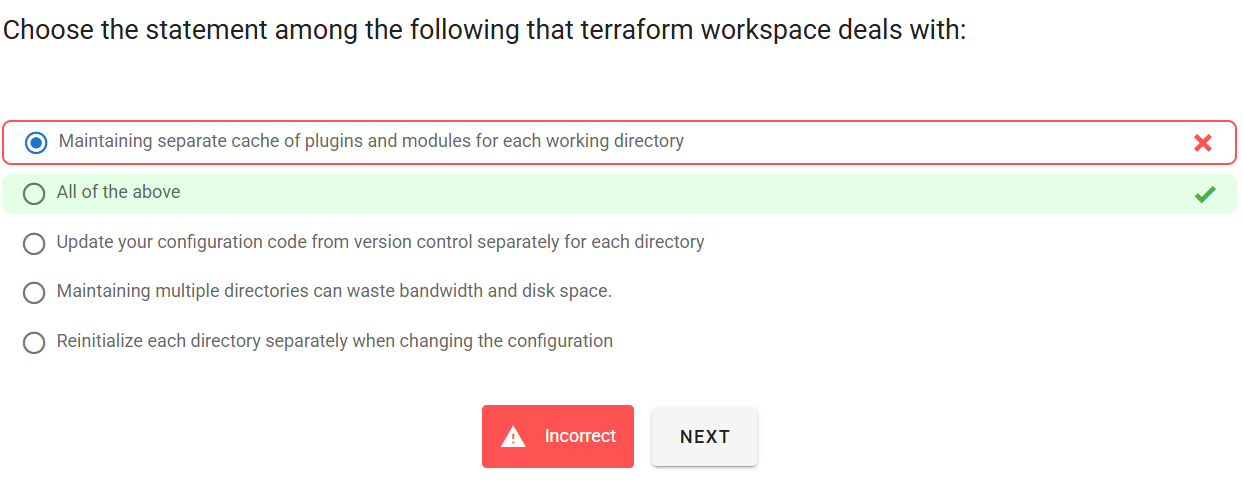 Choose the statement among the following that terraform workspace deals with:
Maintaining separate cache of plugins and modules for each working directory
All of the above
Update your configuration code from version control separately for each directory
Maintaining multiple directories can waste bandwidth and disk space.
Reinitialize each directory separately when changing the configuration
Incorrect NEXT